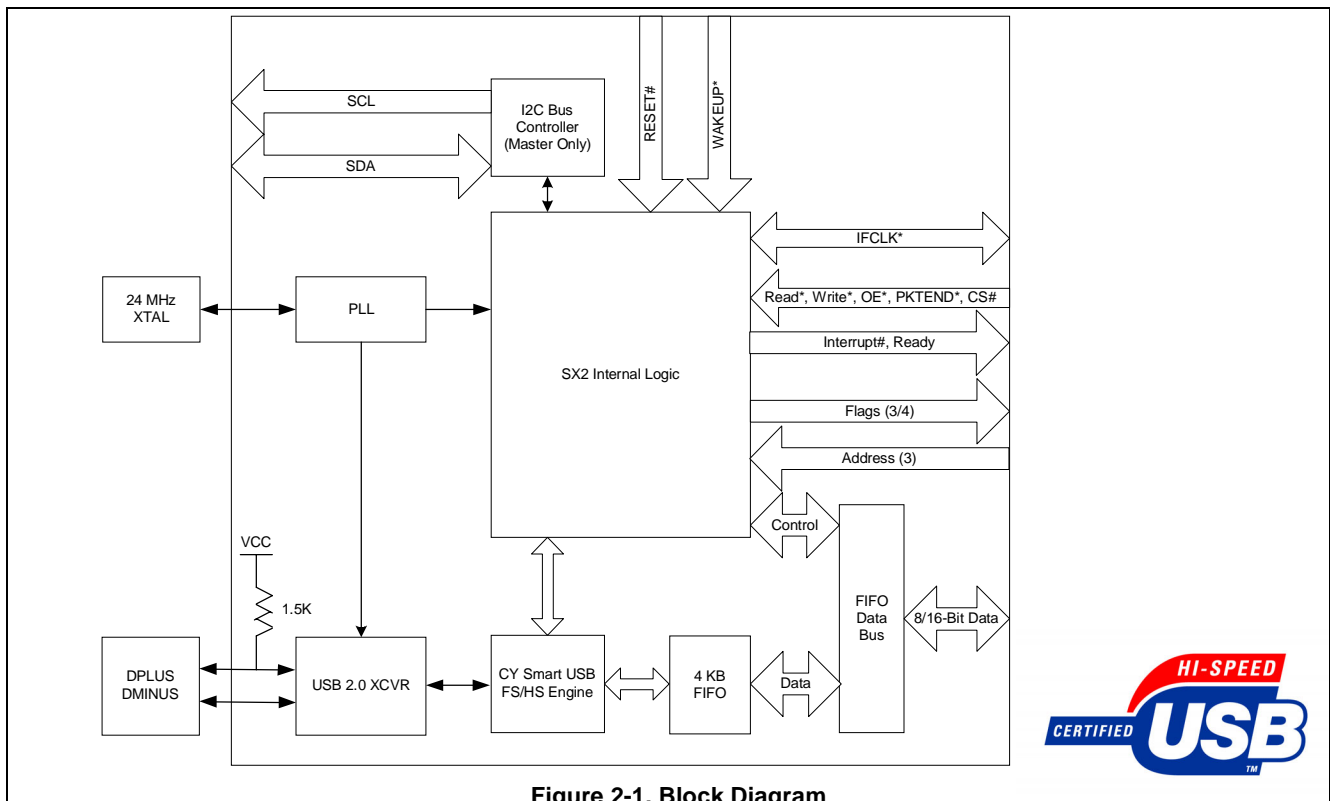 RESET#
WAKEUP*
SCL
I2C Bus
Controller
(Master Only)
SDA
IFCLK*
24 MHz
XTAL
PLL
Read*, Write*, OE*, PKTEND*, CS#
Interrupt#, Ready
SX2 Internal Logic
Flags (3/4)
Address (3)
Control
VCC
1.5K
FIFO
Data
Bus
8/16-Bit Data
DPLUS
DMINUS
USB 2.0 XCVR
CY Smart USB
FS/HS Engine
4 KB
FIFO
Data
HI-SPEED
CERTIFIED
USB
TM
Figure 2-1. Block Diagram